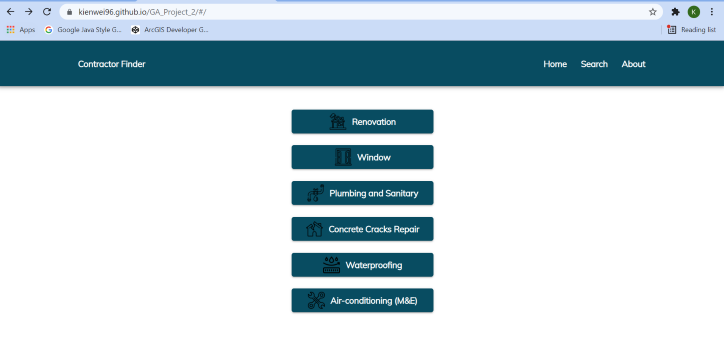 kienwei96.github.io/GA_Project_2/#/
K
Apps
Google Java Style G...
ArcGIS Developer G...
Reading list
Contractor Finder
Home
Search
About
Renovation
Window
Plumbing and Sanitary
Concrete Cracks Repair
Waterproofing
Air-conditioning (M&E)